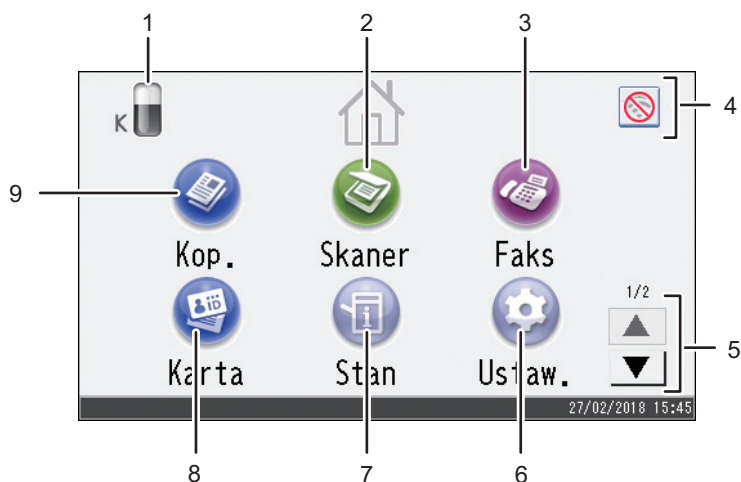 1 2 3
K
4
9
Kop. Skaner Faks
1/2
iD
5
Karta Stan Ustaw.
27/02/2018 15:45
8 7 6